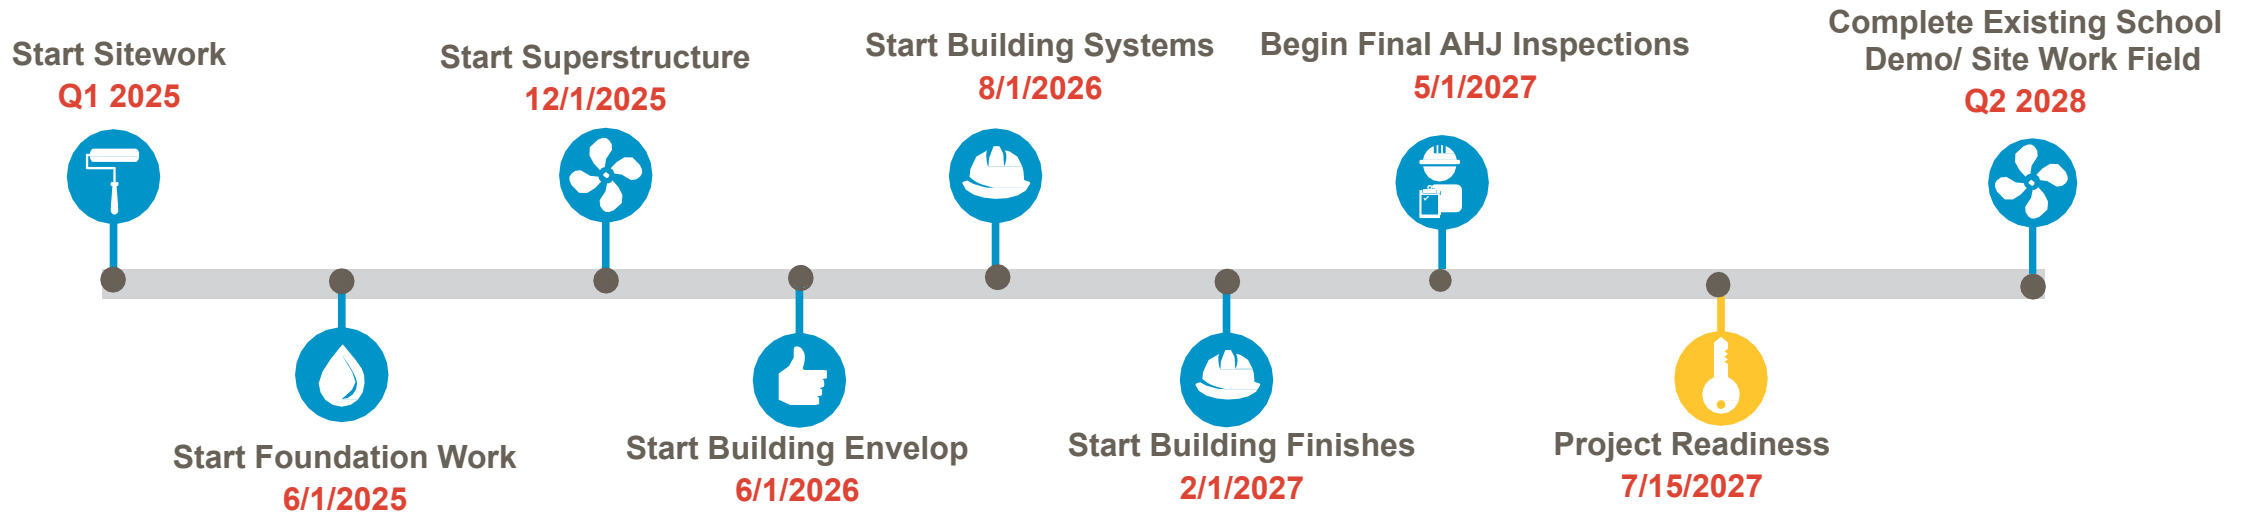 Start Sitework
Q1 2025
Start Foundation Work
6/1/2025
Start Superstructure
12/1/2025
Start Building Envelop
6/1/2026
Start Building Systems
8/1/2026
Start Building Finishes
2/1/2027
Begin Final AHJ Inspections
5/1/2027
Project Readiness
7/15/2027
Complete Existing School
Demo/ Site Work Field
Q2 2028